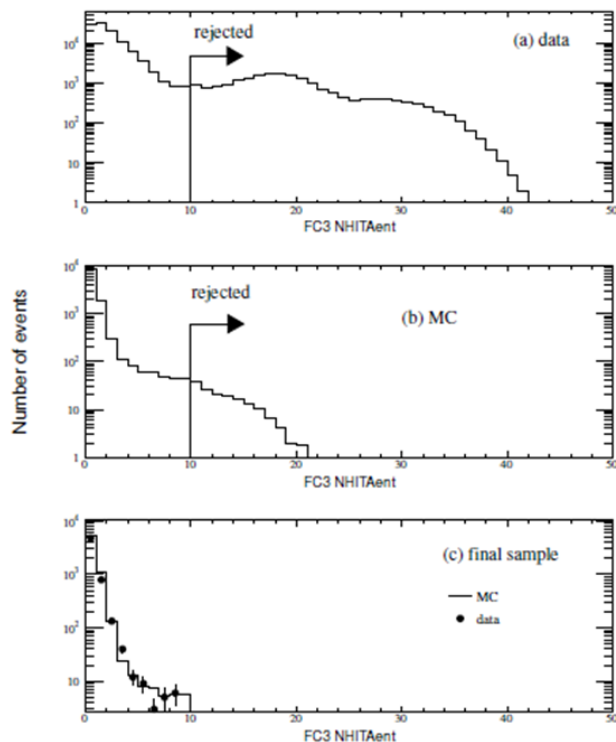 10⁴
10³
10²
10
1
rejected
(a) data
0 10 20 30 40 50
FC3 NHITAent
Number of events
10⁴
10³
10²
10
1
rejected
(b) MC
0 10 20 30 40 50
FC3 NHITAent
10⁴
10³
10²
10
(c) final sample
MC
data
0 10 20 30 40 50
FC3 NHITAent